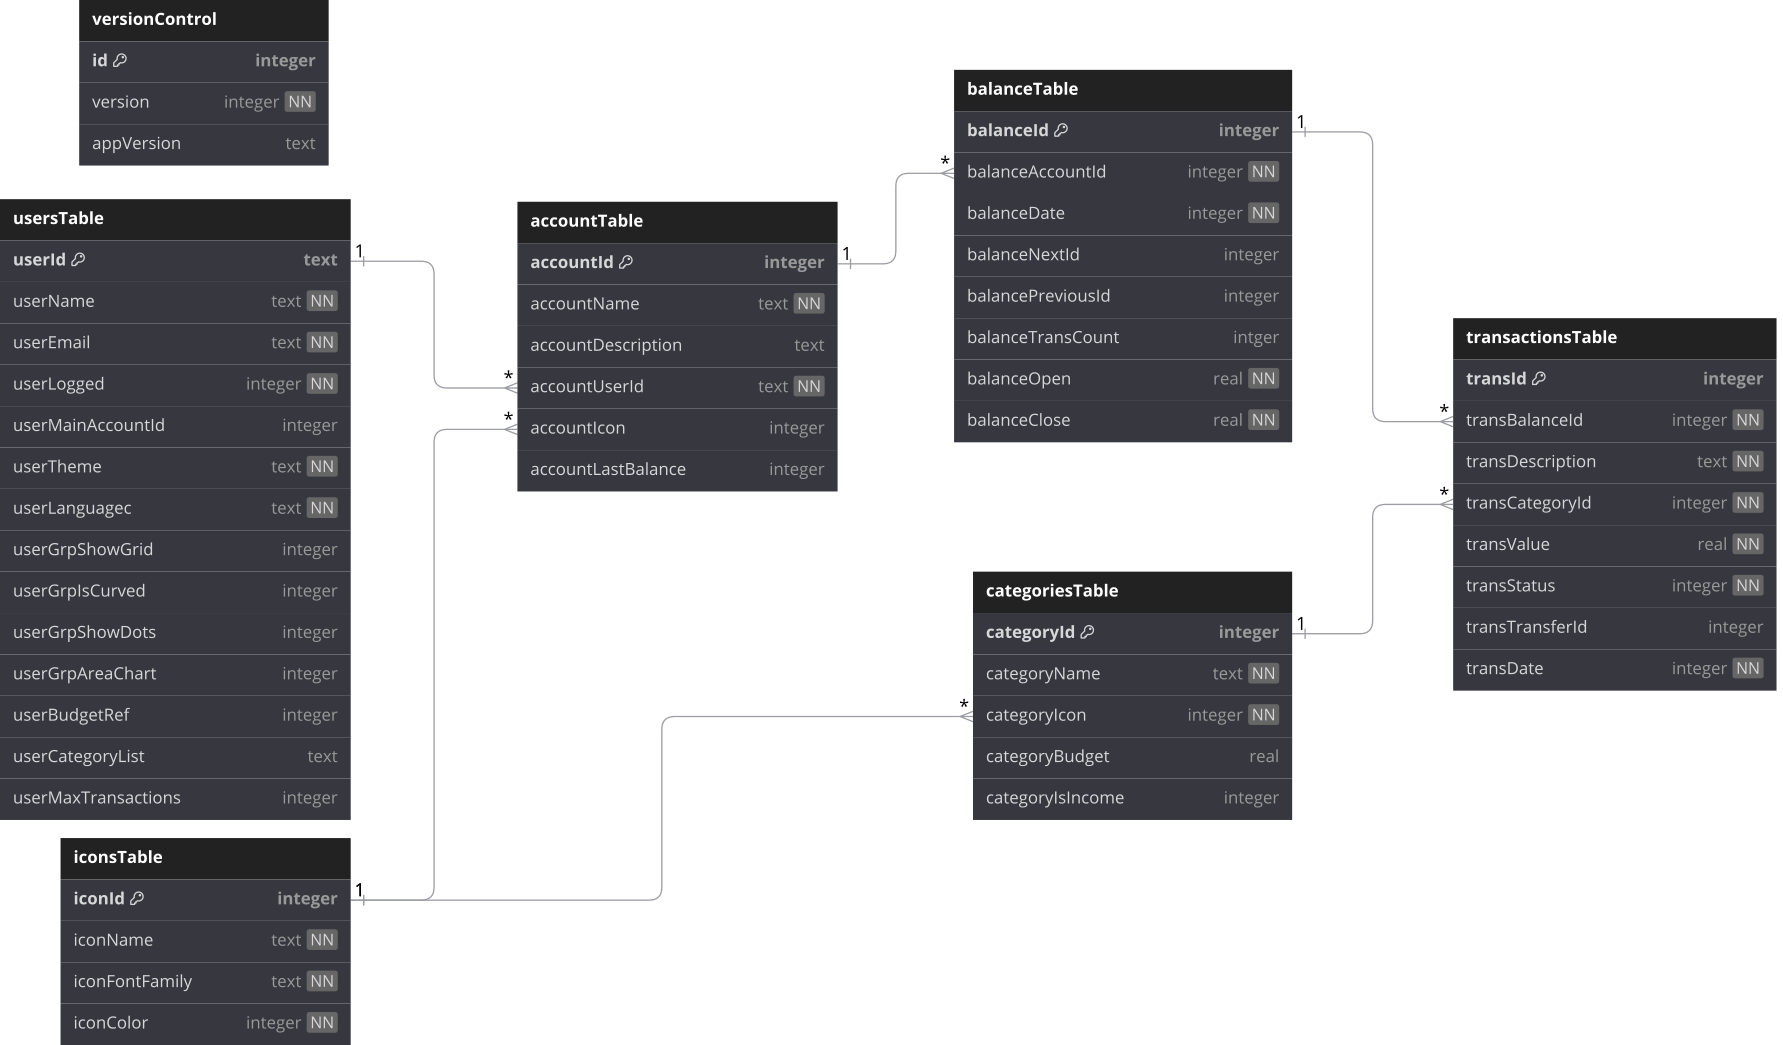 versionControl
id integer
version integer NN
appVersion text
usersTable
userId text
userName text NN
userEmail text NN
userLogged integer NN
userMainAccountId integer
userTheme text NN
userLanguagec text NN
userGrpShowGrid integer
userGrpIsCurved integer
userGrpShowDots integer
userGrpAreaChart integer
userBudgetRef integer
userCategoryList text
userMaxTransactions integer
1
iconsTable
iconId integer
iconName text NN
iconFontFamily text NN
iconColor integer NN
1
accountTable
accountId integer
accountName text NN
accountDescription text
accountUserId text NN
accountIcon integer
accountLastBalance integer
*
*
1
balanceTable
balanceId integer
balanceAccountId integer NN
balanceDate integer NN
balanceNextId integer
balancePreviousId integer
balanceTransCount intger
balanceOpen real NN
balanceClose real NN
*
1
categoriesTable
categoryId integer
categoryName text NN
categoryIcon integer NN
categoryBudget real
categoryIsIncome integer
*
1
transactionsTable
transId integer
transBalanceId integer NN
transDescription text NN
transCategoryId integer NN
transValue real NN
transStatus integer NN
transTransferId integer
transDate integer NN
*
*